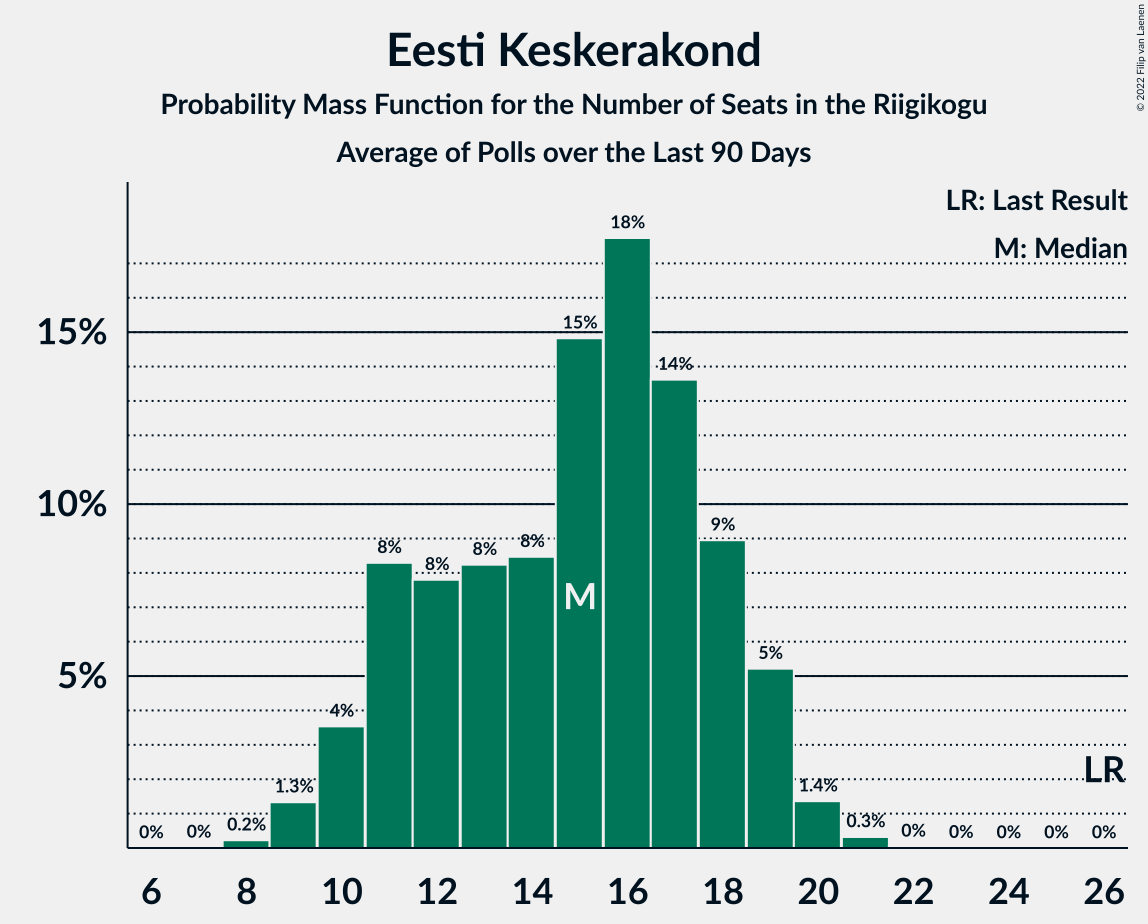 Eesti Keskerakond
Probability Mass Function for the Number of Seats in the Riigikogu
Average of Polls over the Last 90 Days
© 2022 Filip van Laenen
LR: Last Result
M: Median
18%
15%
15%
14%
10%
9%
8%
8%
8%
8%
M
5%
5%
4%
LR
1.3%
1.4%
0.2%
0.3%
0%
0%
0%
0%
0%
0%
0%
6 8 10 12 14 16 18 20 22 24 26